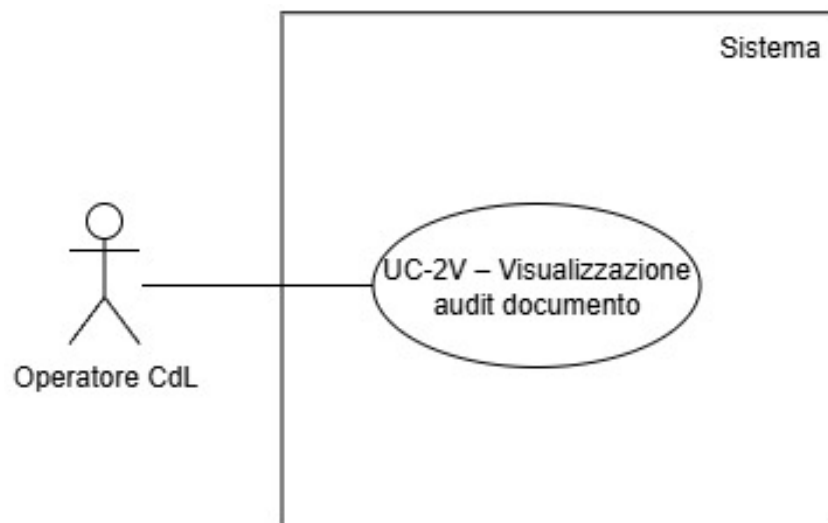 Sistema
UC-2V – Visualizzazione
audit documento
Operatore CdL